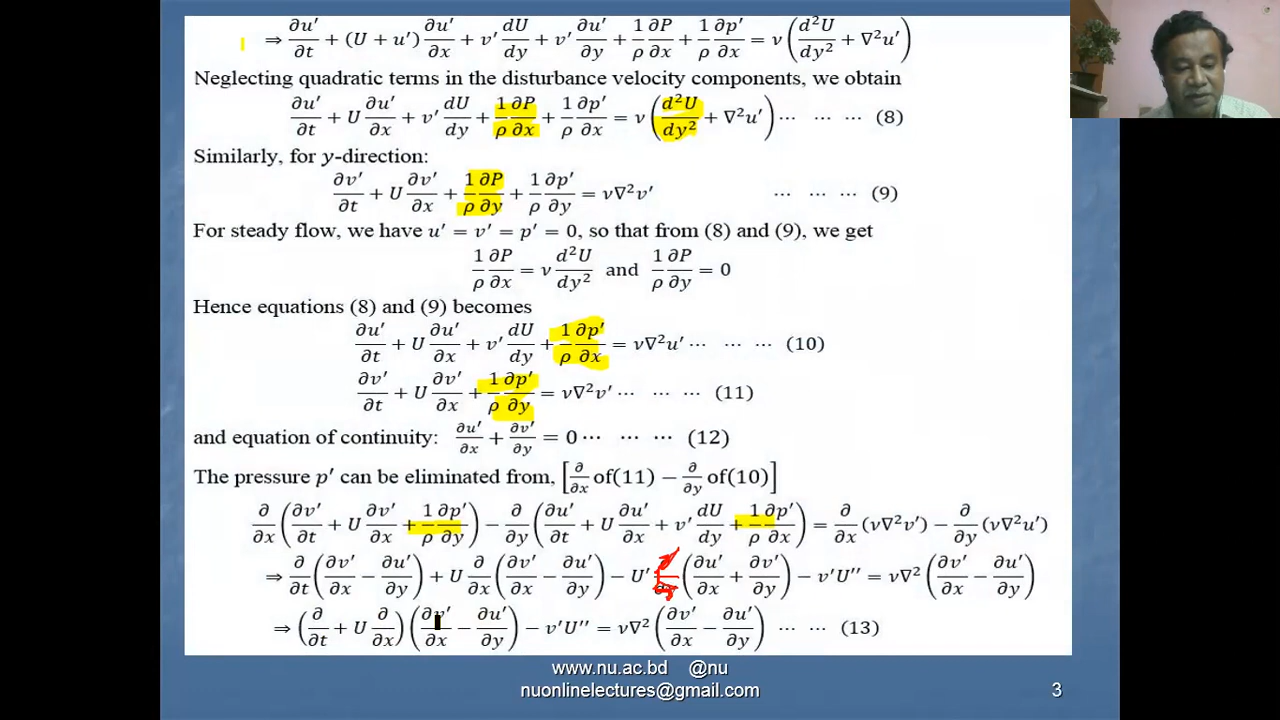 ⇒ ∂u′/∂t + (U + u′) ∂u′/∂x + v′ dU/dy + v′ ∂u′/∂y + 1/ρ ∂P/∂x + 1/ρ ∂p′/∂x = ν(d²U/dy² + ∇²u′)
Neglecting quadratic terms in the disturbance velocity components, we obtain
∂u′/∂t + U ∂u′/∂x + v′ dU/dy + 1/ρ ∂P/∂x + 1/ρ ∂p′/∂x = ν(d²U/dy² + ∇²u′) ⋯ ⋯ ⋯ (8)
Similarly, for y-direction:
∂v′/∂t + U ∂v′/∂x + 1/ρ ∂P/∂y + 1/ρ ∂p′/∂y = ν∇²v′ ⋯ ⋯ ⋯ (9)
For steady flow, we have u′ = v′ = p′ = 0, so that from (8) and (9), we get
1/ρ ∂P/∂x = ν d²U/dy² and 1/ρ ∂P/∂y = 0
Hence equations (8) and (9) becomes
∂u′/∂t + U ∂u′/∂x + v′ dU/dy + 1/ρ ∂p′/∂x = ν∇²u′ ⋯ ⋯ ⋯ (10)
∂v′/∂t + U ∂v′/∂x + 1/ρ ∂p′/∂y = ν∇²v′ ⋯ ⋯ ⋯ (11)
and equation of continuity: ∂u′/∂x + ∂v′/∂y = 0 ⋯ ⋯ ⋯ (12)
The pressure p′ can be eliminated from, [∂/∂x of(11) − ∂/∂y of(10)]
∂/∂x (∂v′/∂t + U ∂v′/∂x + 1/ρ ∂p′/∂y) − ∂/∂y (∂u′/∂t + U ∂u′/∂x + v′ dU/dy + 1/ρ ∂p′/∂x) = ∂/∂x (ν∇²v′) − ∂/∂y (ν∇²u′)
⇒ ∂/∂t (∂v′/∂x − ∂u′/∂y) + U ∂/∂x (∂v′/∂x − ∂u′/∂y) − U′ (∂u′/∂x + ∂v′/∂y) − v′U″ = ν∇² (∂v′/∂x − ∂u′/∂y)
⇒ (∂/∂t + U ∂/∂x) (∂v′/∂x − ∂u′/∂y) − v′U″ = ν∇² (∂v′/∂x − ∂u′/∂y) ⋯ ⋯ (13)
www.nu.ac.bd @nu
nuonlinelectures@gmail.com
3